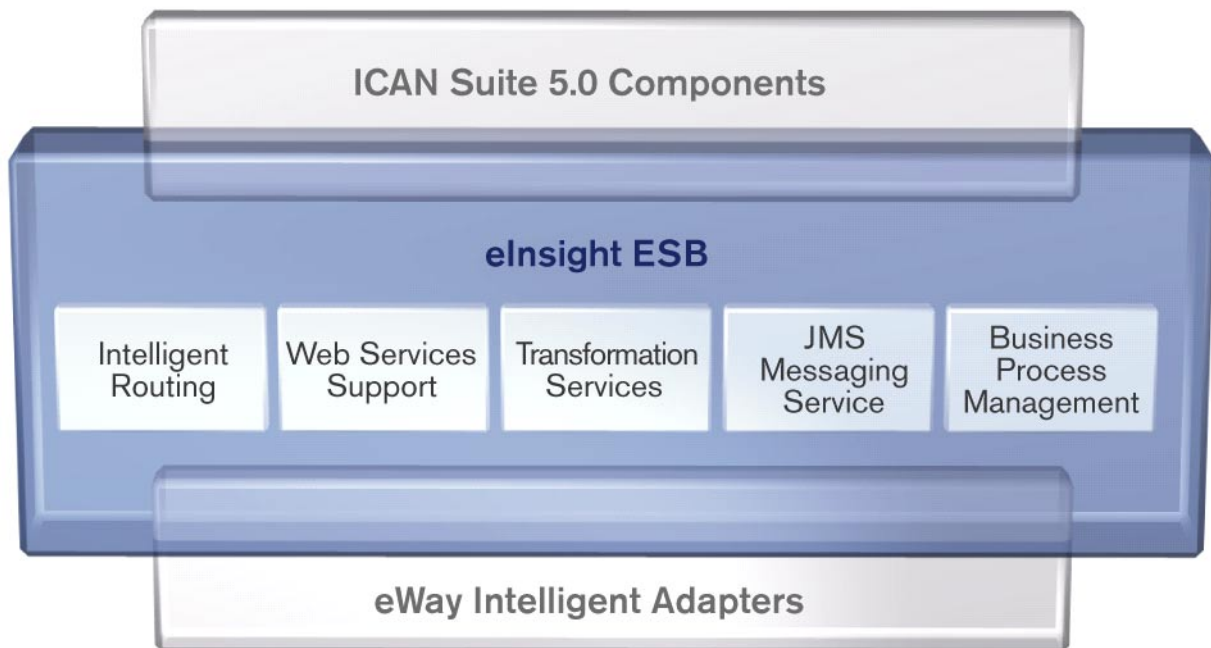 ICAN Suite 5.0 Components
eInsight ESB
Intelligent
Routing
Web Services
Support
Transformation
Services
JMS
Messaging
Service
Business
Process
Management
eWay Intelligent Adapters